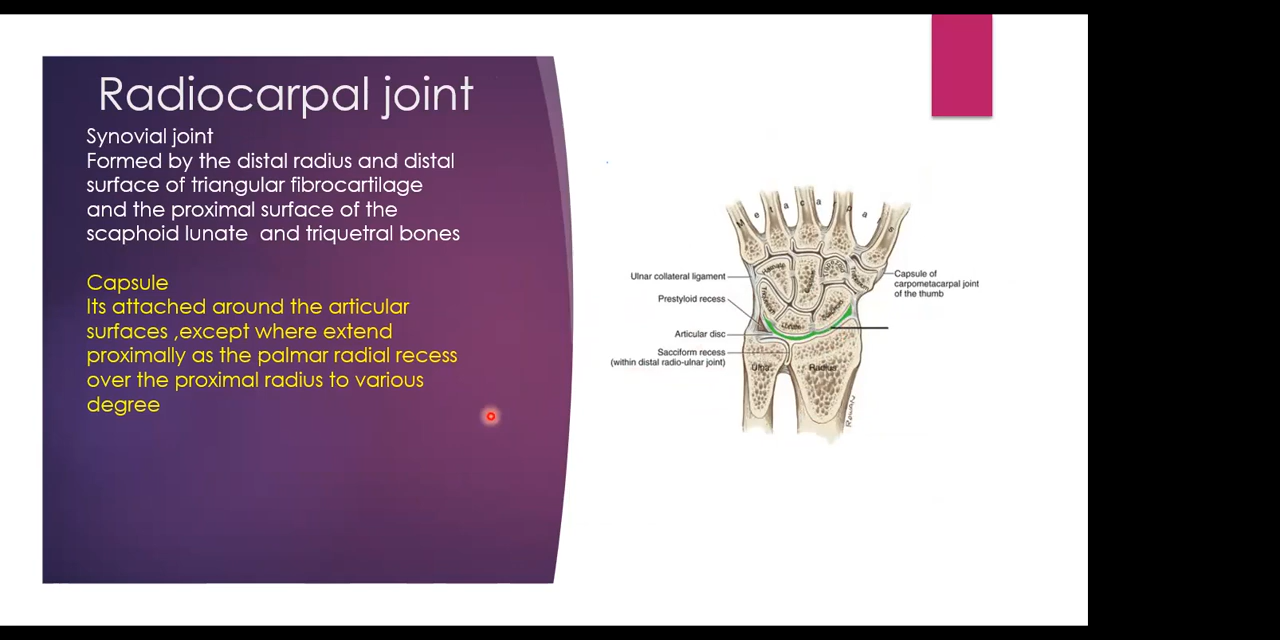 Radiocarpal joint
Synovial joint
Formed by the distal radius and distal
surface of triangular fibrocartilage
and the proximal surface of the
scaphoid lunate and triquetral bones
Capsule
Its attached around the articular
surfaces ,except where extend
proximally as the palmar radial recess
over the proximal radius to various
degree
Metacarpals
Ulnar collateral ligament
Prestyloid recess
Articular disc
Sacciform recess
(within distal radio-ulnar joint)
Capsule of
carpometacarpal joint
of the thumb
Hamate
Ulna
Radius